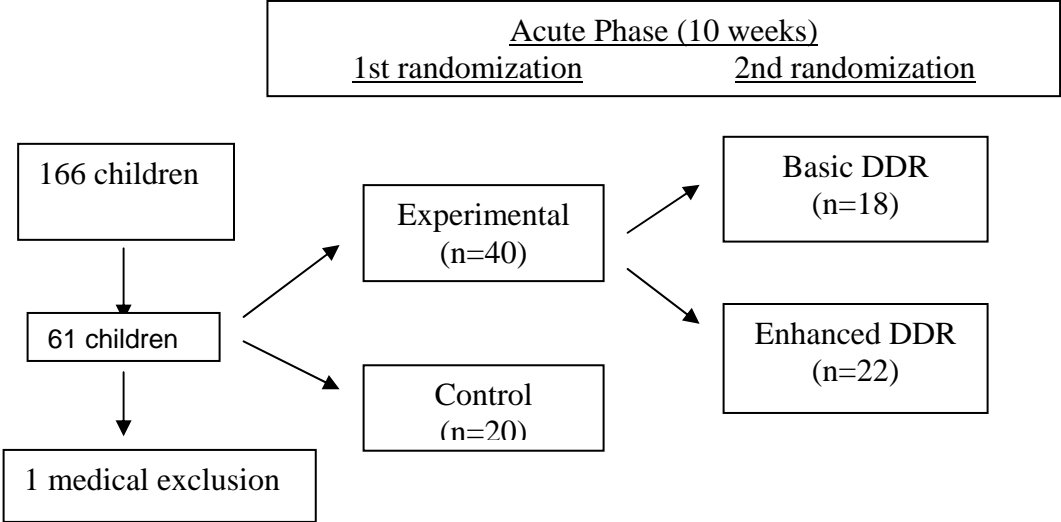 Acute Phase (10 weeks)
1st randomization 2nd randomization
166 children
61 children
1 medical exclusion
Experimental
(n=40)
Control
(n=20)
Basic DDR
(n=18)
Enhanced DDR
(n=22)